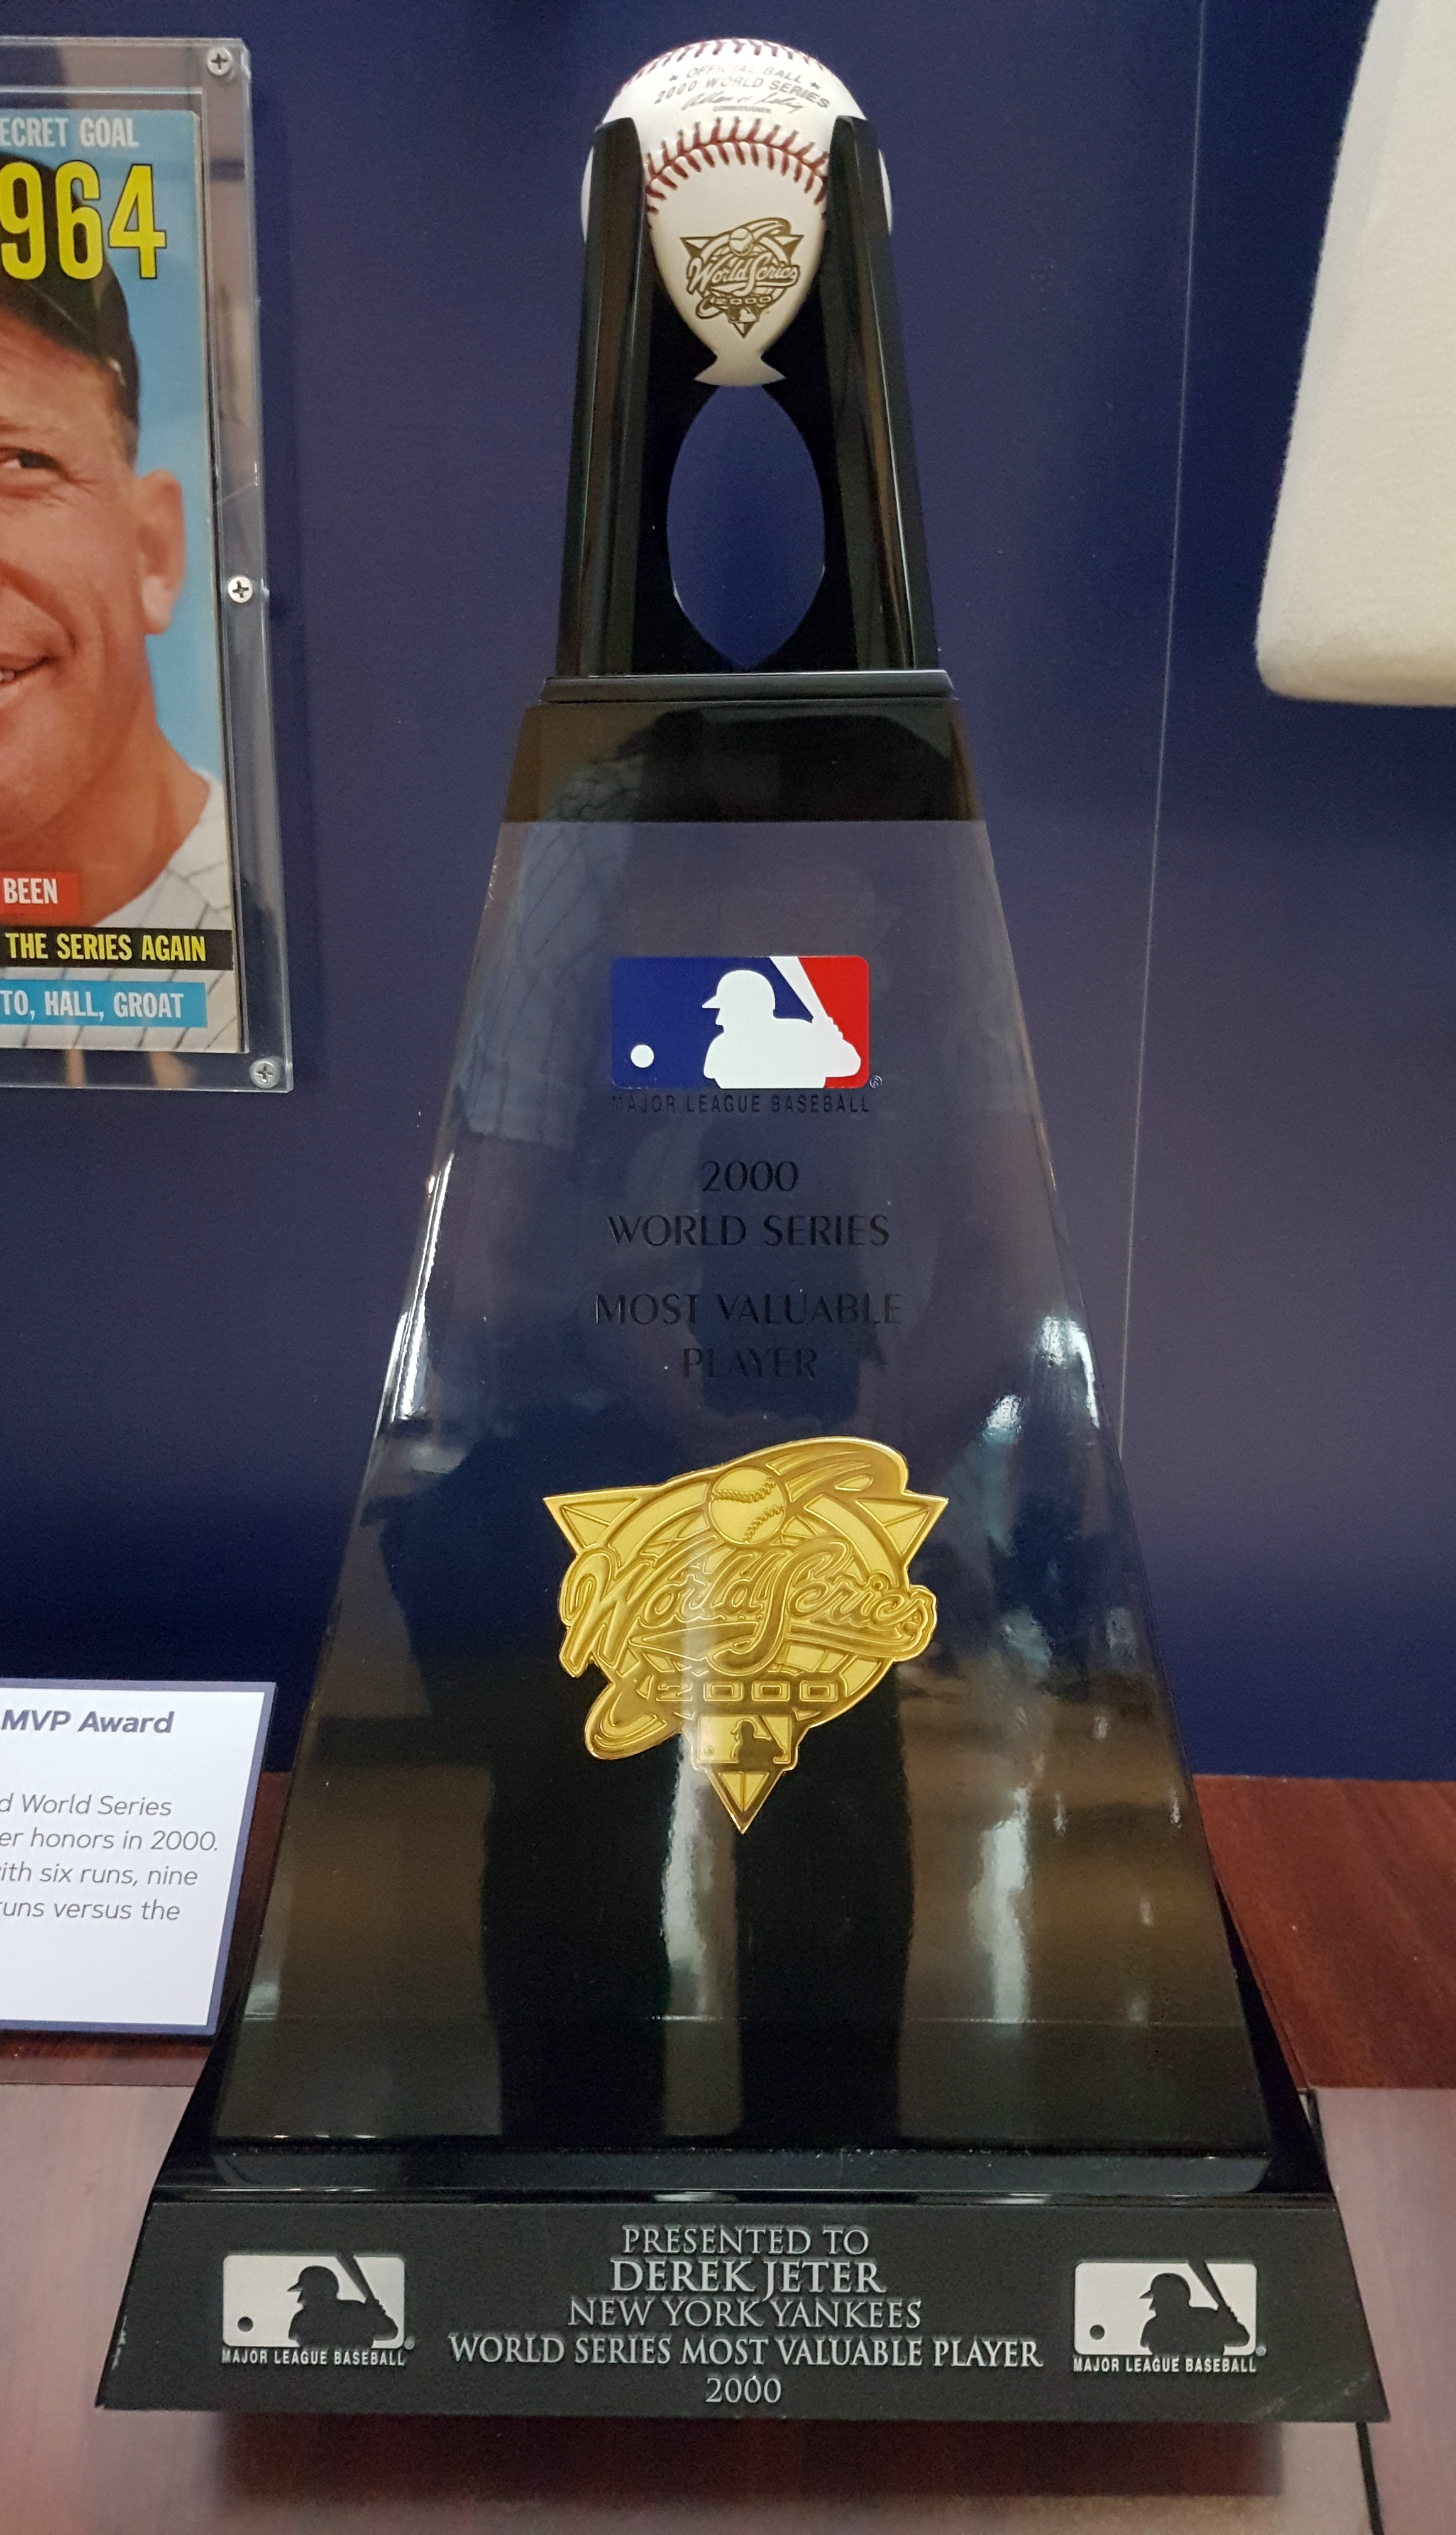 ECRET GOAL
964
BEEN
THE SERIES AGAIN
TO, HALL, GROAT
★ OFFICIAL BALL ★
2000 WORLD SERIES
World Series
2000
MAJOR LEAGUE BASEBALL
2000
WORLD SERIES
MOST VALUABLE
PLAYER
World Series
2000
MVP Award
d World Series
er honors in 2000.
ith six runs, nine
runs versus the
PRESENTED TO
DEREK JETER
NEW YORK YANKEES
WORLD SERIES MOST VALUABLE PLAYER
2000
MAJOR LEAGUE BASEBALL
MAJOR LEAGUE BASEBALL